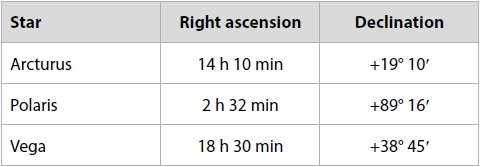 Star Right ascension Declination
Arcturus 14 h 10 min +19° 10′
Polaris 2 h 32 min +89° 16′
Vega 18 h 30 min +38° 45′